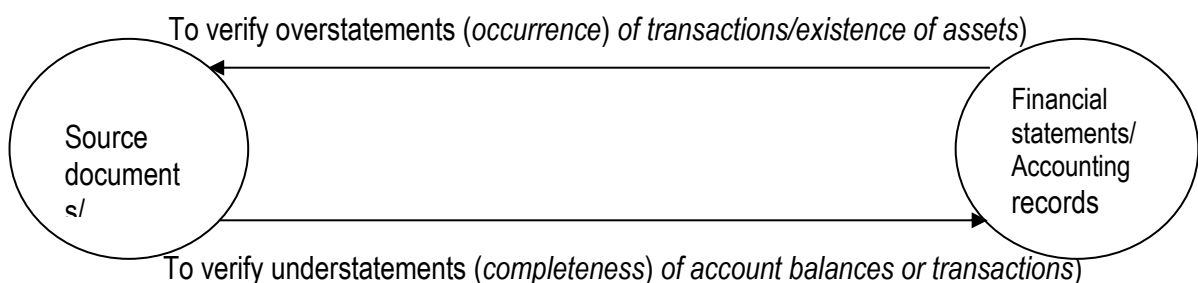 To verify overstatements (occurrence) of transactions/existence of assets)
Source
document
s/
Financial
statements/
Accounting
records
To verify understatements (completeness) of account balances or transactions)